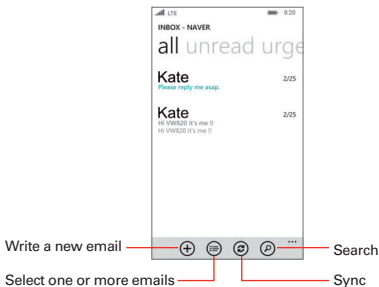 LTE 8:20
INBOX - NAVER
all unread urge
Kate 2/25
Please reply me asap.
Kate 2/25
Hi VW820 it's me !!
Hi VW820 it's me !!
...
Write a new email
Search
Select one or more emails
Sync